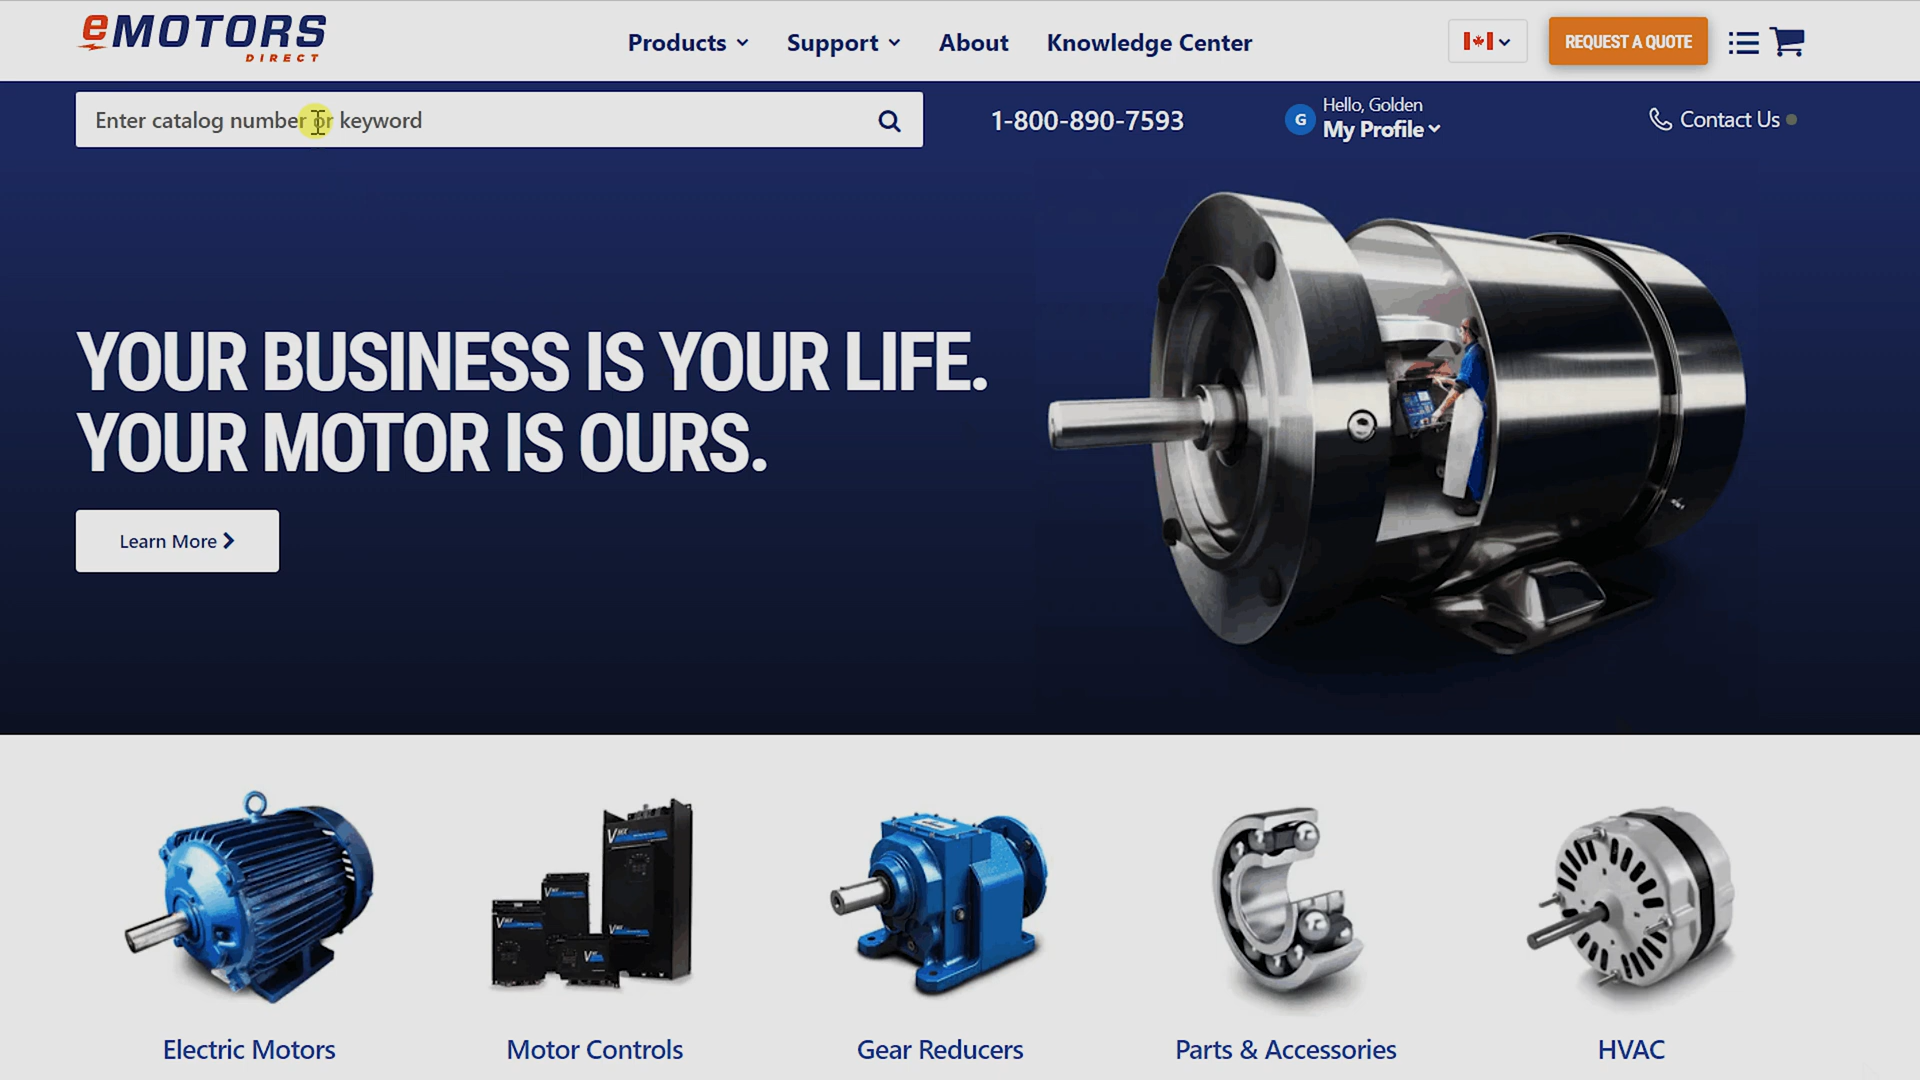 eMOTORS
DIRECT
Products
Support
About
Knowledge Center
REQUEST A QUOTE
Enter catalog number or keyword
1-800-890-7593
G
Hello, Golden
My Profile
Contact Us
YOUR BUSINESS IS YOUR LIFE.
YOUR MOTOR IS OURS.
Learn More
Electric Motors
Motor Controls
Gear Reducers
Parts & Accessories
HVAC